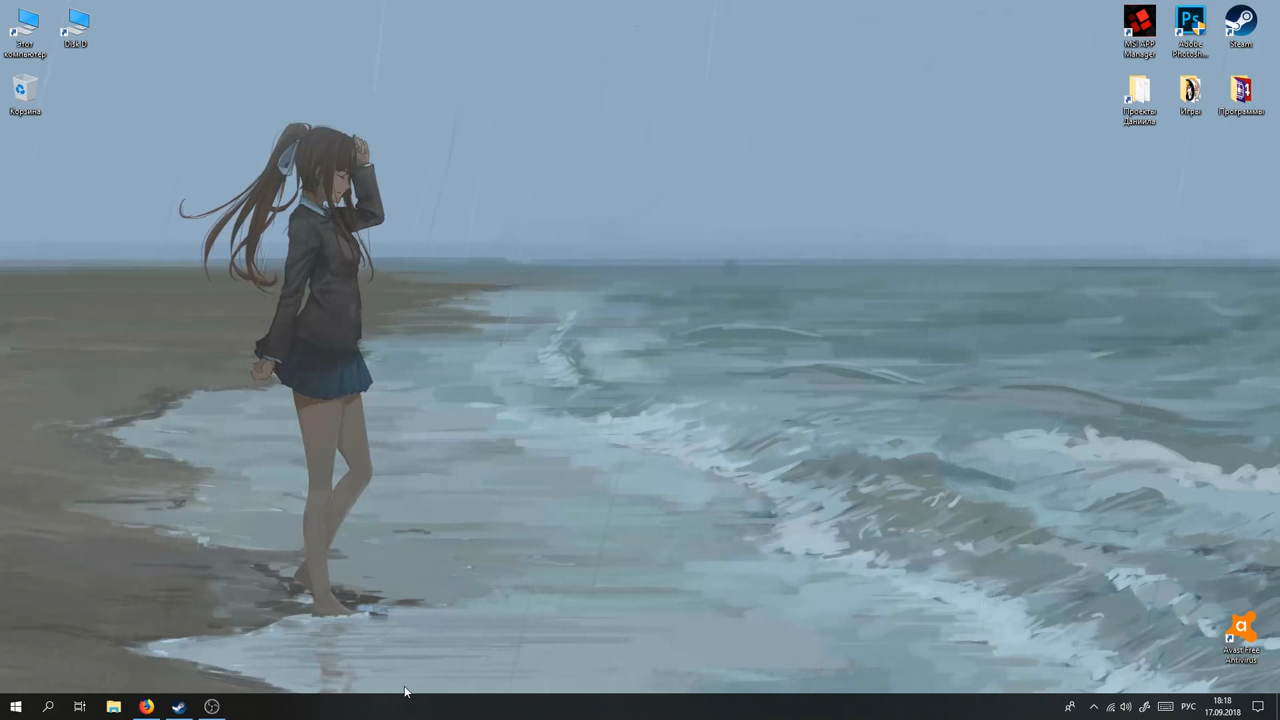 Этот
компьютер
Disk D
Корзина
MSI APP
Manager
Adobe
Photosh...
Steam
Проекты
Даниила
Игры
Программы
Avast Free
Antivirus
РУС
18:18
17.09.2018